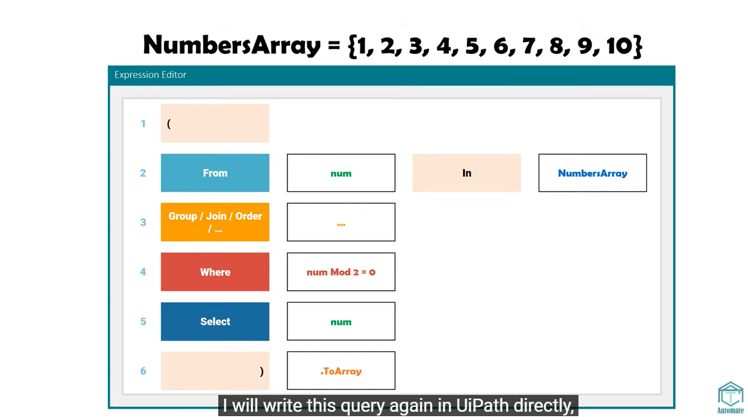 NumbersArray = {1, 2, 3, 4, 5, 6, 7, 8, 9, 10}
Expression Editor
1 (
2 From num In NumbersArray
3 Group / Join / Order
/ ... ...
4 Where num Mod 2 = 0
5 Select num
6 ) .ToArray
I will write this query again in UiPath directly,
Automate